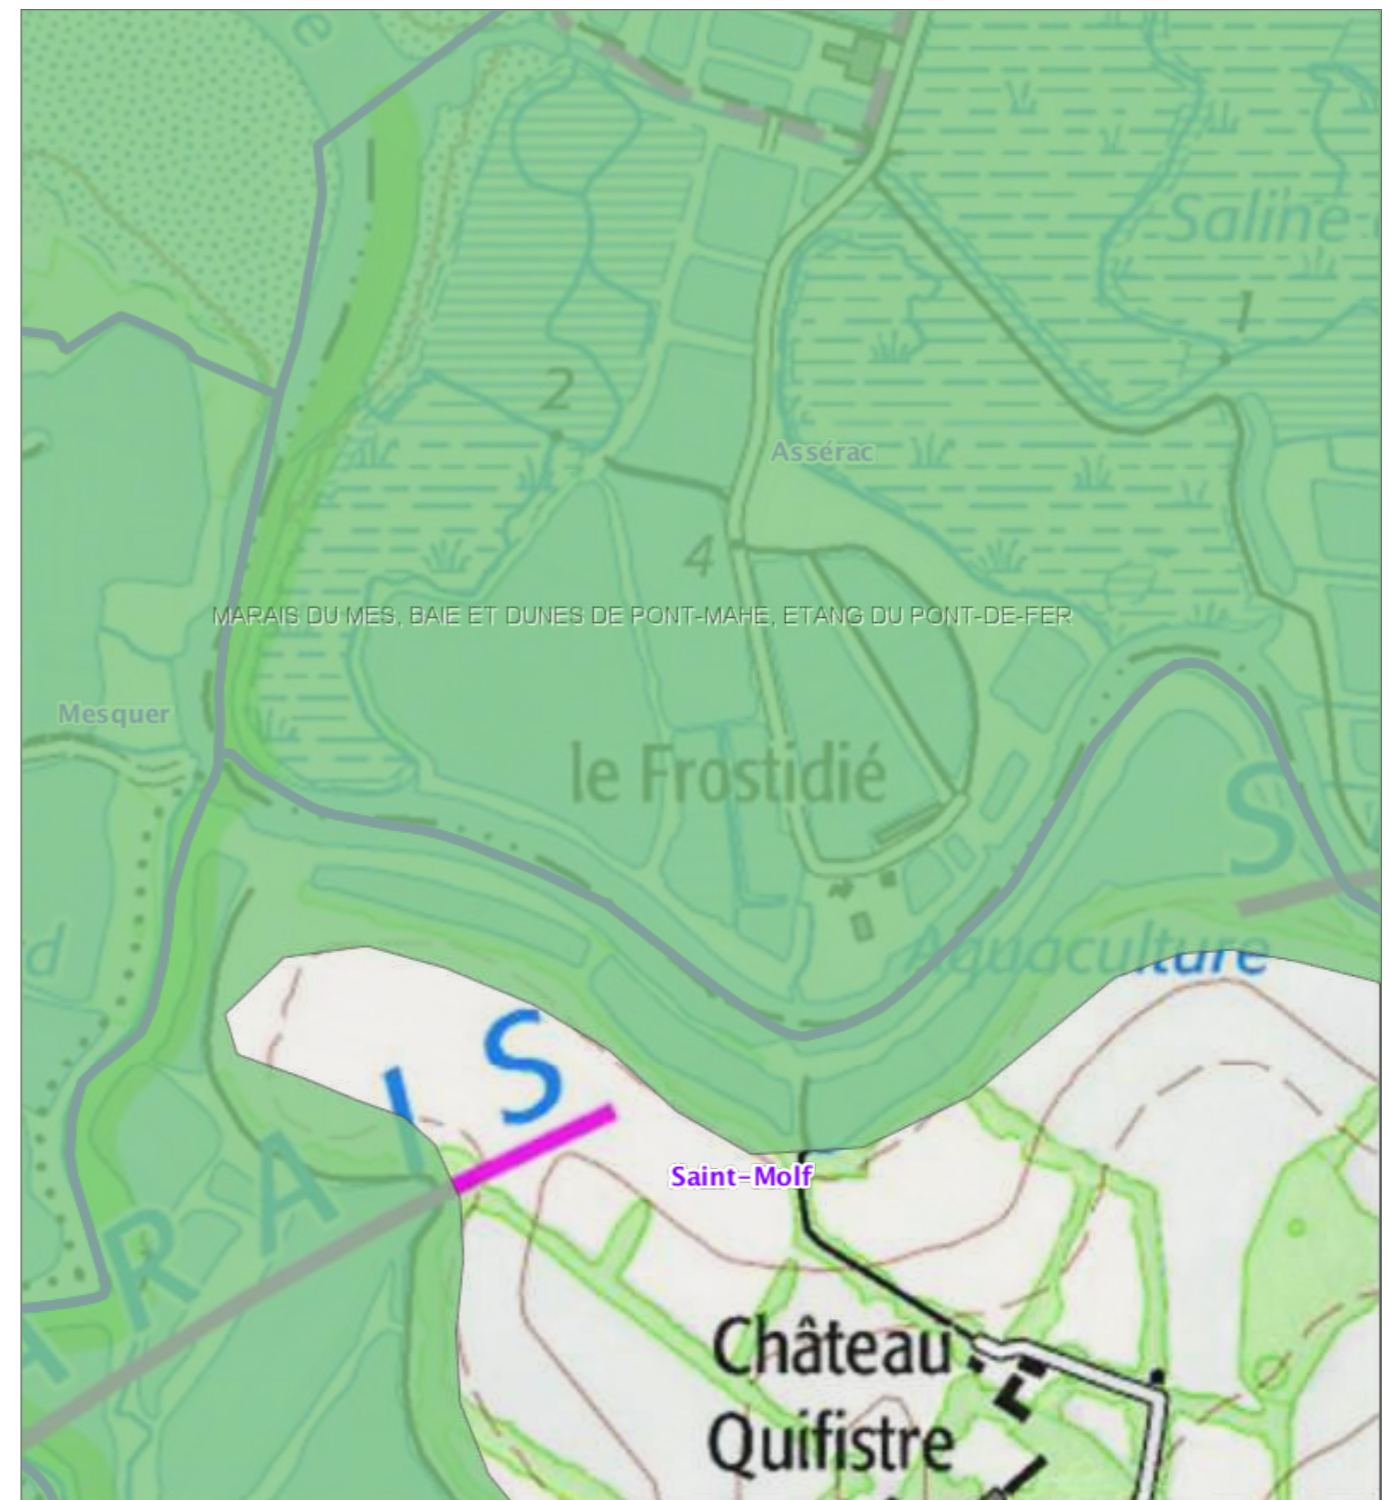 e
Saline
1
2
Assérac
4
MARAIS DU MES, BAIE ET DUNES DE PONT-MAHE, ETANG DU PONT-DE-FER
Mesquer
le Frostidié
S
Aquaculture
d
A R A I S
Saint-Molf
Château
Quifistre